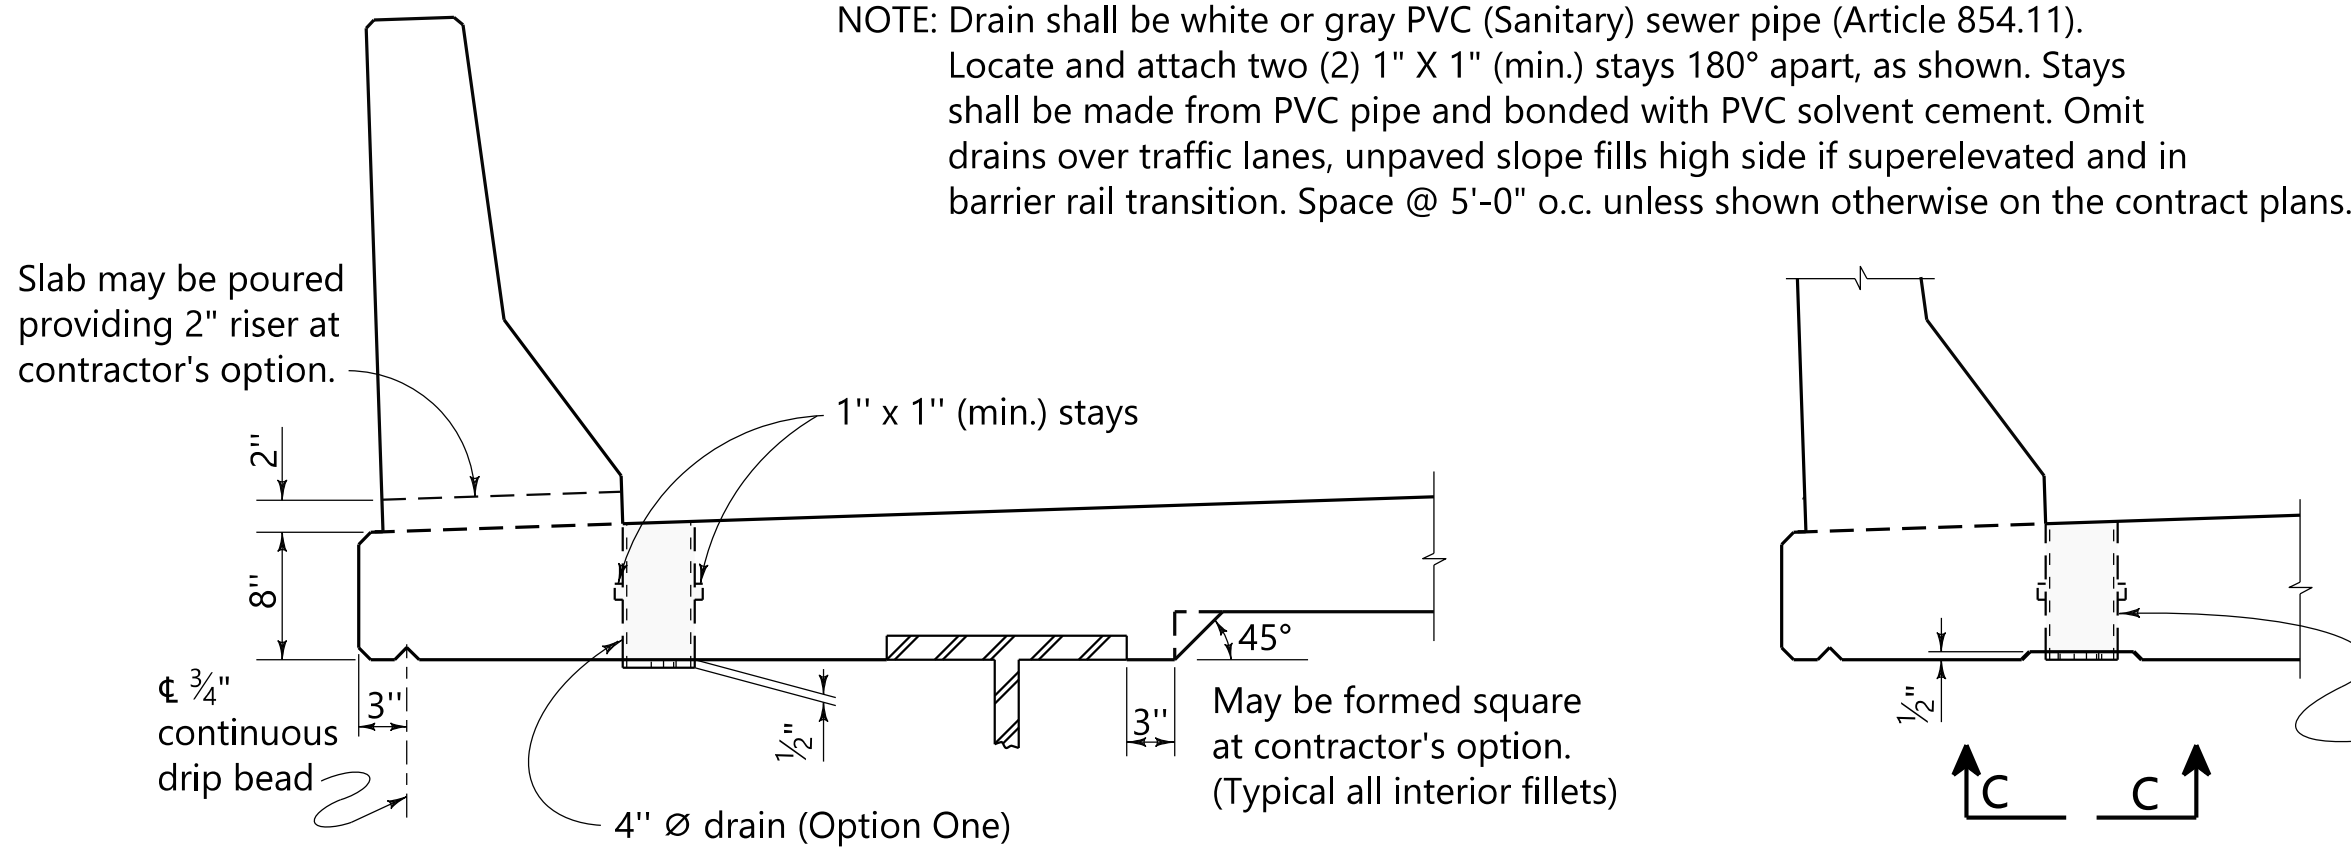 NOTE: Drain shall be white or gray PVC (Sanitary) sewer pipe (Article 854.11).
Locate and attach two (2) 1" X 1" (min.) stays 180° apart, as shown. Stays
shall be made from PVC pipe and bonded with PVC solvent cement. Omit
drains over traffic lanes, unpaved slope fills high side if superelevated and in
barrier rail transition. Space @ 5'-0" o.c. unless shown otherwise on the contract plans.
Slab may be poured
providing 2" riser at
contractor's option.
1'' x 1'' (min.) stays
2"
8"
45°
℄ ¾"
continuous
drip bead
3''
½"
3''
May be formed square
at contractor's option.
(Typical all interior fillets)
4'' Ø drain (Option One)
½"
C
C